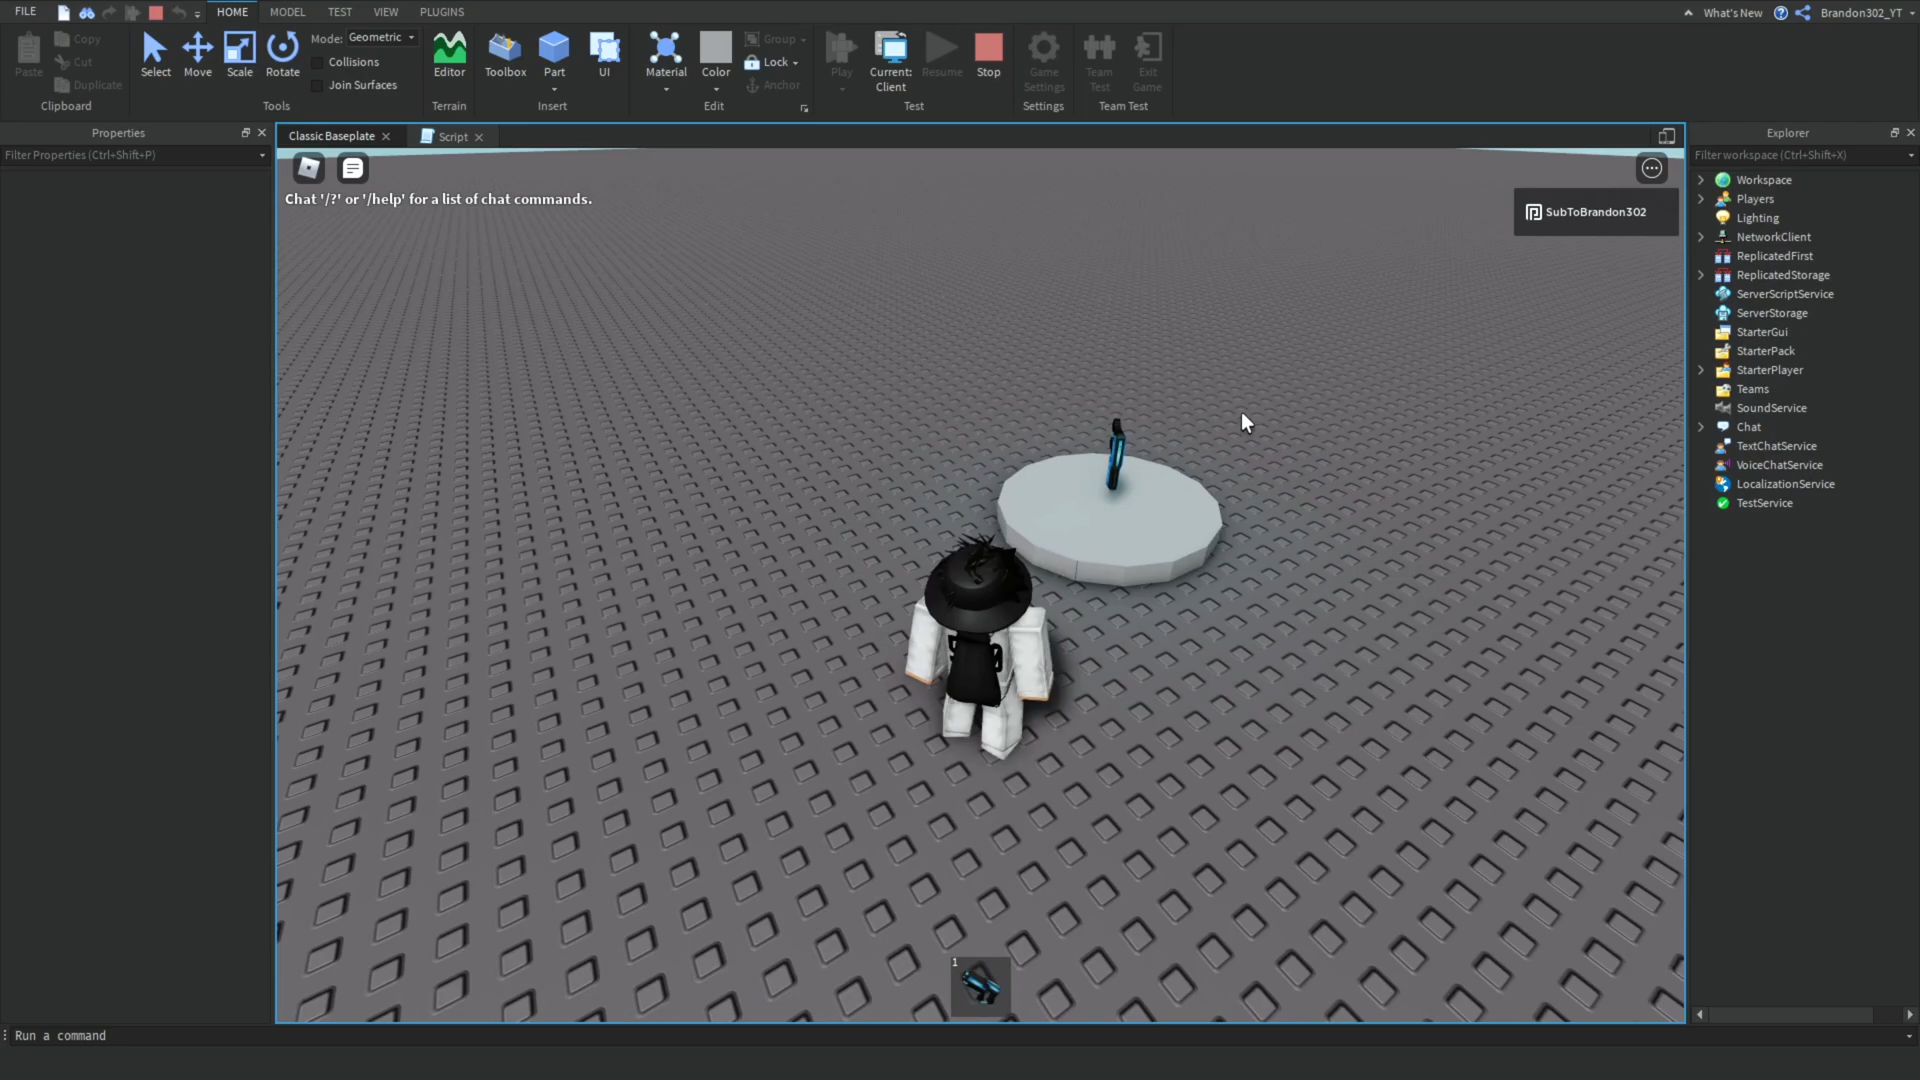 FILE HOME MODEL TEST VIEW PLUGINS What's New Brandon302_YT
Paste Copy Cut Duplicate
Clipboard
Select Move Scale Rotate
Mode: Geometric
Collisions
Join Surfaces
Tools
Editor
Terrain
Toolbox Part UI
Insert
Material Color Group Lock Anchor
Edit
Play Current: Client Resume Stop
Test
Game Settings
Settings
Team Test Exit Game
Team Test
Properties
Filter Properties (Ctrl+Shift+P)
Classic Baseplate Script
Chat '/?' or '/help' for a list of chat commands.
SubToBrandon302
1
Explorer
Filter workspace (Ctrl+Shift+X)
Workspace
Players
Lighting
NetworkClient
ReplicatedFirst
ReplicatedStorage
ServerScriptService
ServerStorage
StarterGui
StarterPack
StarterPlayer
Teams
SoundService
Chat
TextChatService
VoiceChatService
LocalizationService
TestService
Run a command